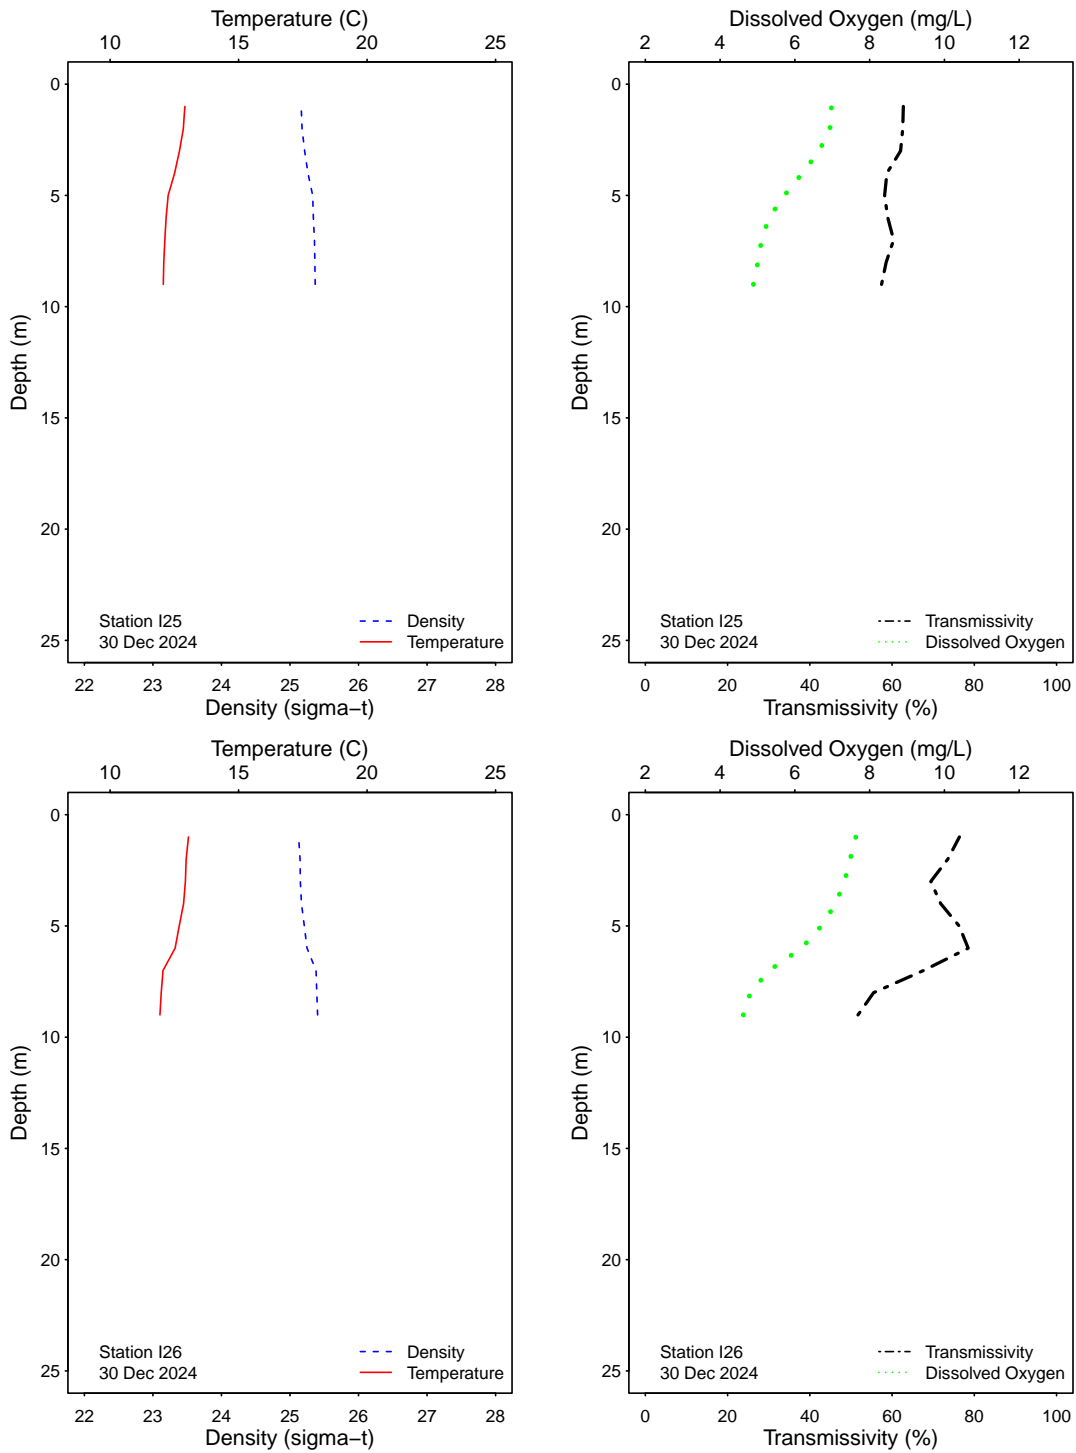 Temperature (C)
10 15 20 25
0
5
10
15
20
25
Depth (m)
Station I25
30 Dec 2024
Density
Temperature
22 23 24 25 26 27 28
Density (sigma−t)
Dissolved Oxygen (mg/L)
2 4 6 8 10 12
0
5
10
15
20
25
Depth (m)
Station I25
30 Dec 2024
Transmissivity
Dissolved Oxygen
0 20 40 60 80 100
Transmissivity (%)
Temperature (C)
10 15 20 25
0
5
10
15
20
25
Depth (m)
Station I26
30 Dec 2024
Density
Temperature
22 23 24 25 26 27 28
Density (sigma−t)
Dissolved Oxygen (mg/L)
2 4 6 8 10 12
0
5
10
15
20
25
Depth (m)
Station I26
30 Dec 2024
Transmissivity
Dissolved Oxygen
0 20 40 60 80 100
Transmissivity (%)